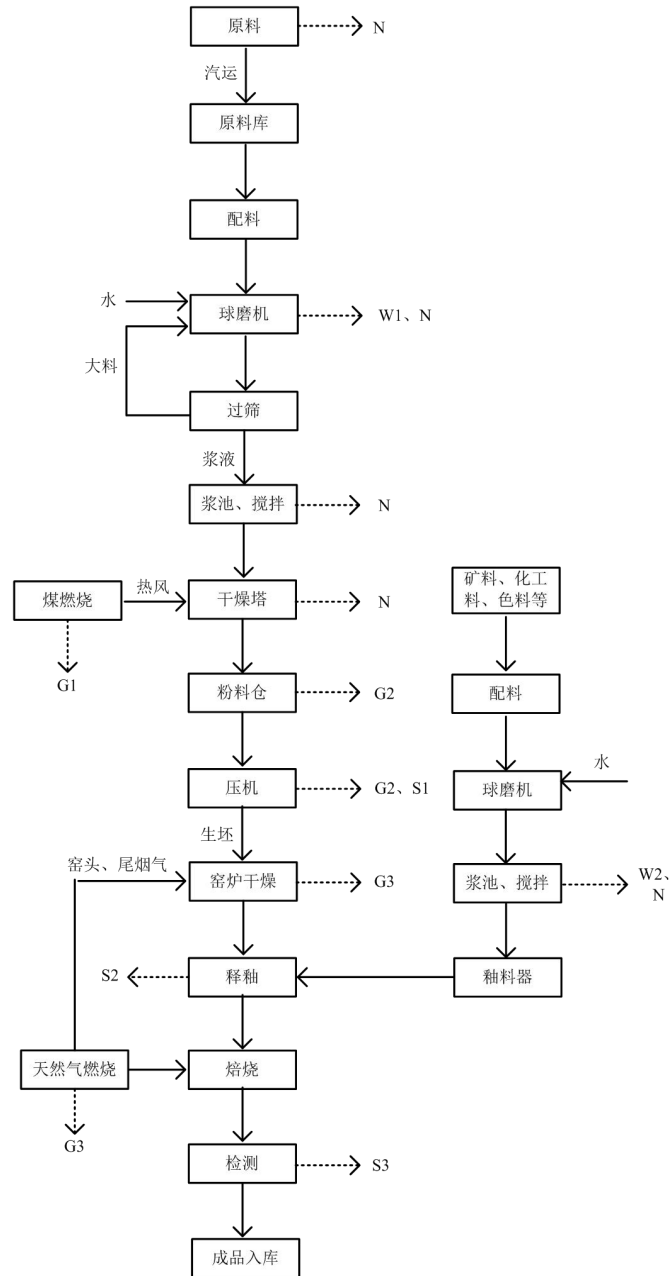 原料
N
汽运
原料库
配料
水
球磨机
W1、N
大料
过筛
浆液
浆池、搅拌
N
煤燃烧
热风
干燥塔
N
G1
粉料仓
G2
压机
G2、S1
生坯
窑头、尾烟气
窑炉干燥
G3
S2
释釉
天然气燃烧
焙烧
G3
检测
S3
成品入库
矿料、化工
料、色料等
配料
水
球磨机
浆池、搅拌
W2、
N
釉料器